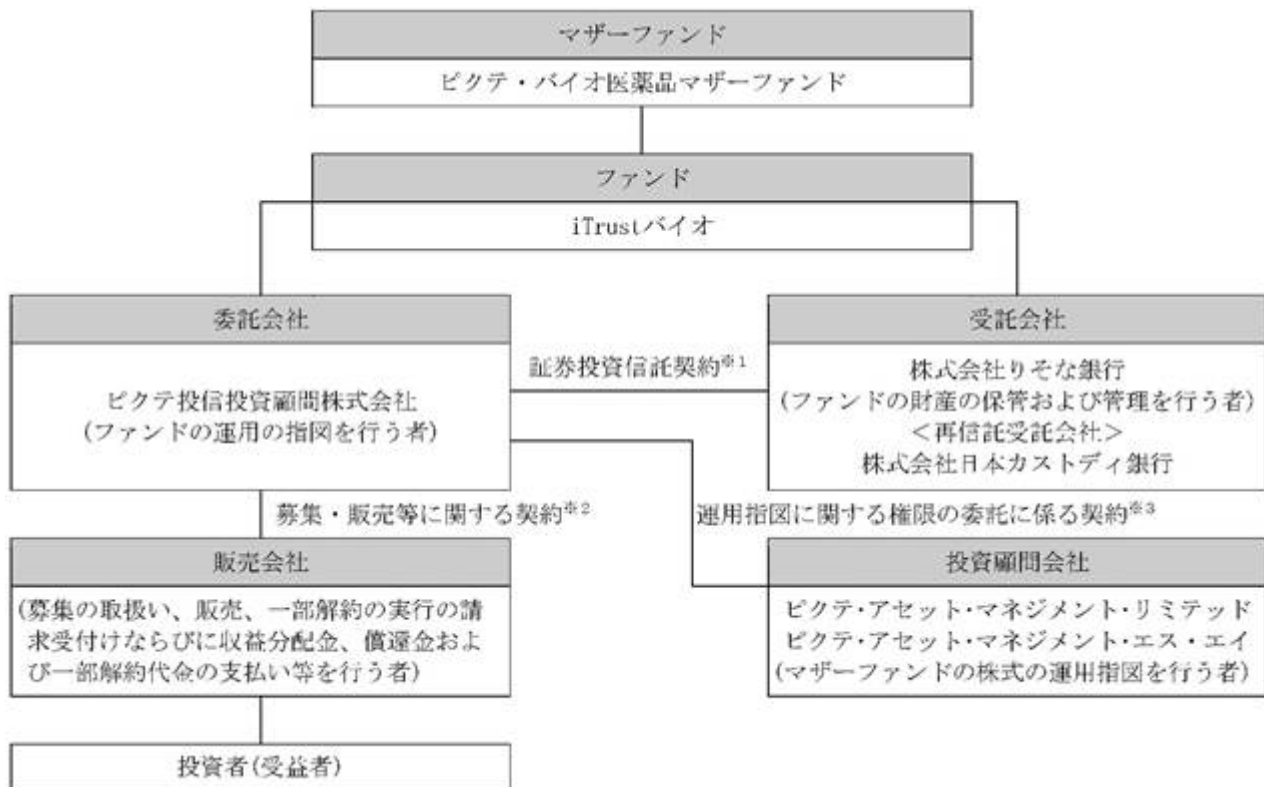 マザーファンド
ピクテ・バイオ医薬品マザーファンド
ファンド
iTrustバイオ
委託会社
ピクテ投信投資顧問株式会社
(ファンドの運用の指図を行う者)
証券投資信託契約※1
受託会社
株式会社りそな銀行
(ファンドの財産の保管および管理を行う者)
＜再信託受託会社＞
株式会社日本カストディ銀行
募集・販売等に関する契約※2
運用指図に関する権限の委託に係る契約※3
販売会社
(募集の取扱い、販売、一部解約の実行の請
求受付けならびに収益分配金、償還金およ
び一部解約代金の支払い等を行う者)
投資顧問会社
ピクテ・アセット・マネジメント・リミテッド
ピクテ・アセット・マネジメント・エス・エイ
(マザーファンドの株式の運用指図を行う者)
投資者(受益者)